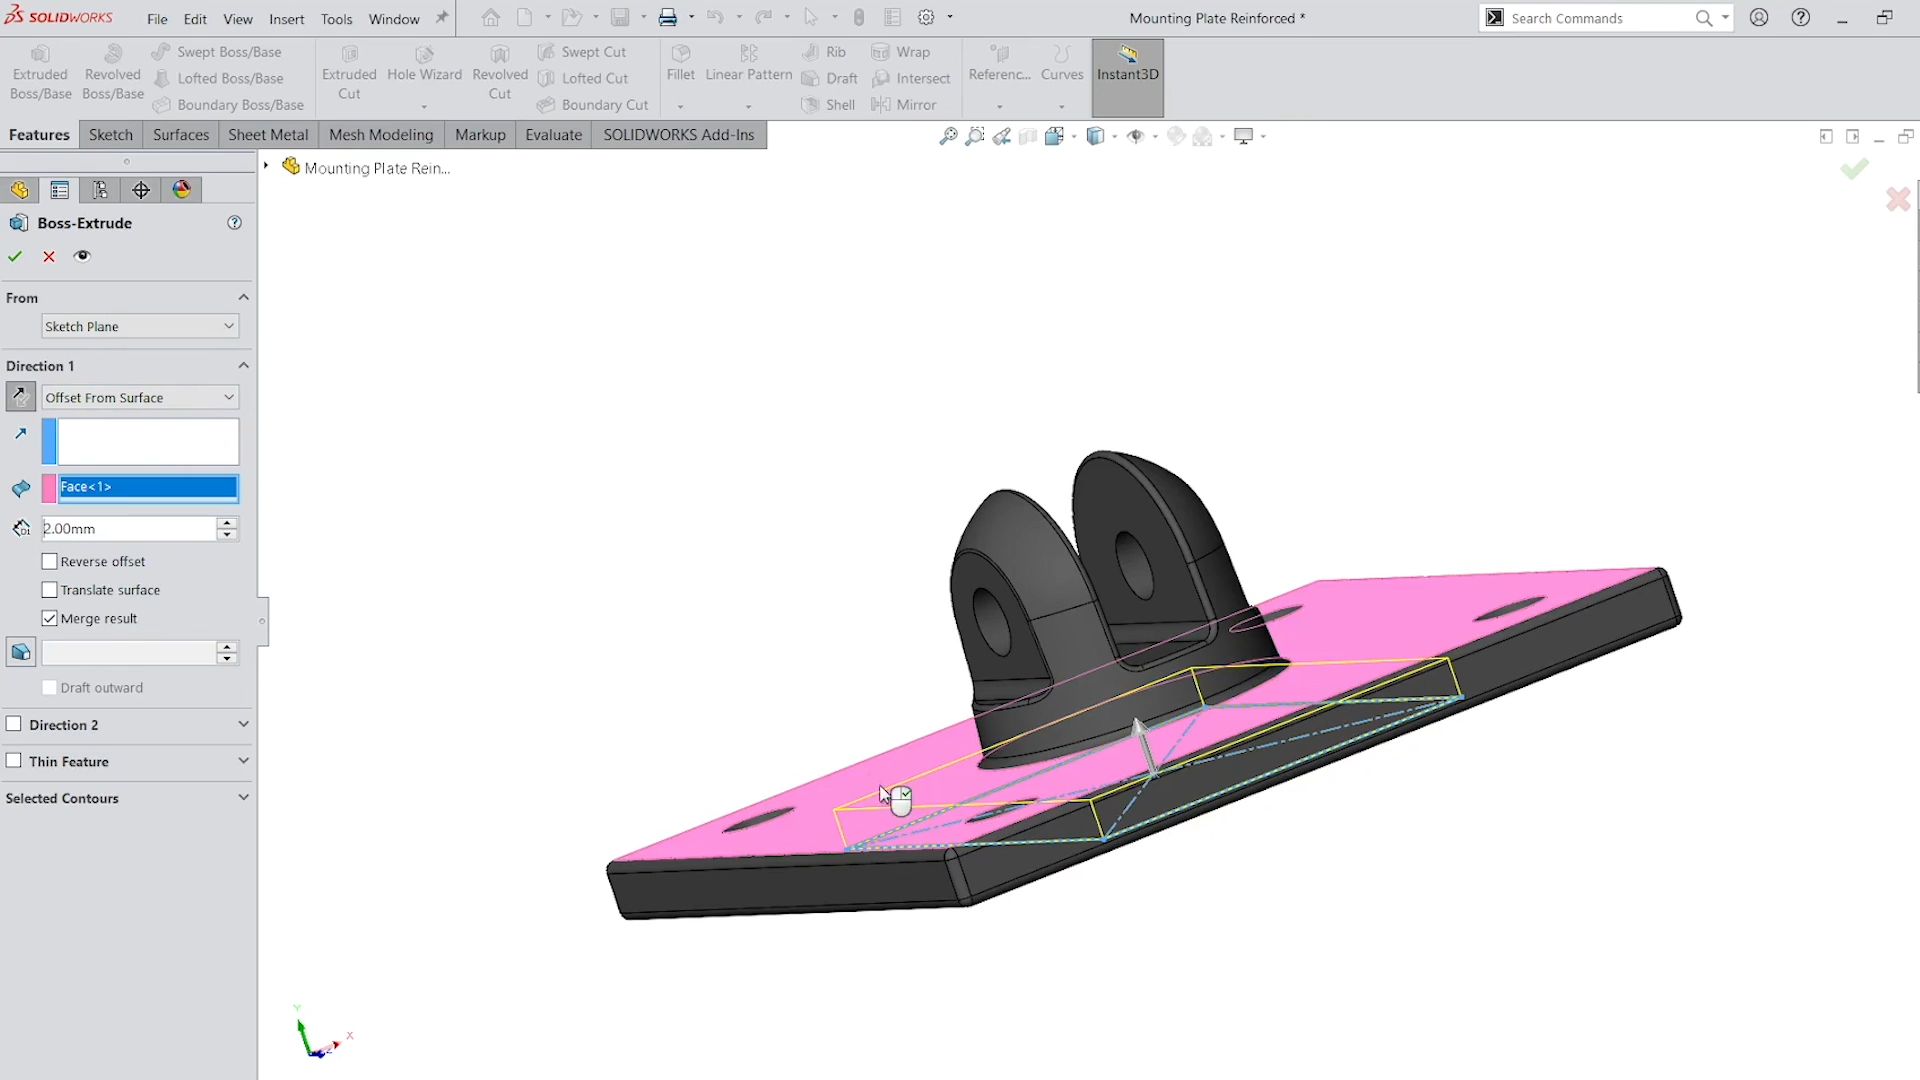 SOLIDWORKS File Edit View Insert Tools Window
Mounting Plate Reinforced *
Search Commands
Extruded Boss/Base
Revolved Boss/Base
Swept Boss/Base
Lofted Boss/Base
Boundary Boss/Base
Extruded Cut
Hole Wizard
Revolved Cut
Swept Cut
Lofted Cut
Boundary Cut
Fillet
Linear Pattern
Rib
Draft
Shell
Wrap
Intersect
Mirror
Referenc...
Curves
Instant3D
Features Sketch Surfaces Sheet Metal Mesh Modeling Markup Evaluate SOLIDWORKS Add-Ins
Mounting Plate Rein...
Boss-Extrude
From
Sketch Plane
Direction 1
Offset From Surface
Face<1>
2.00mm
Reverse offset
Translate surface
Merge result
Draft outward
Direction 2
Thin Feature
Selected Contours
Y
X
Z